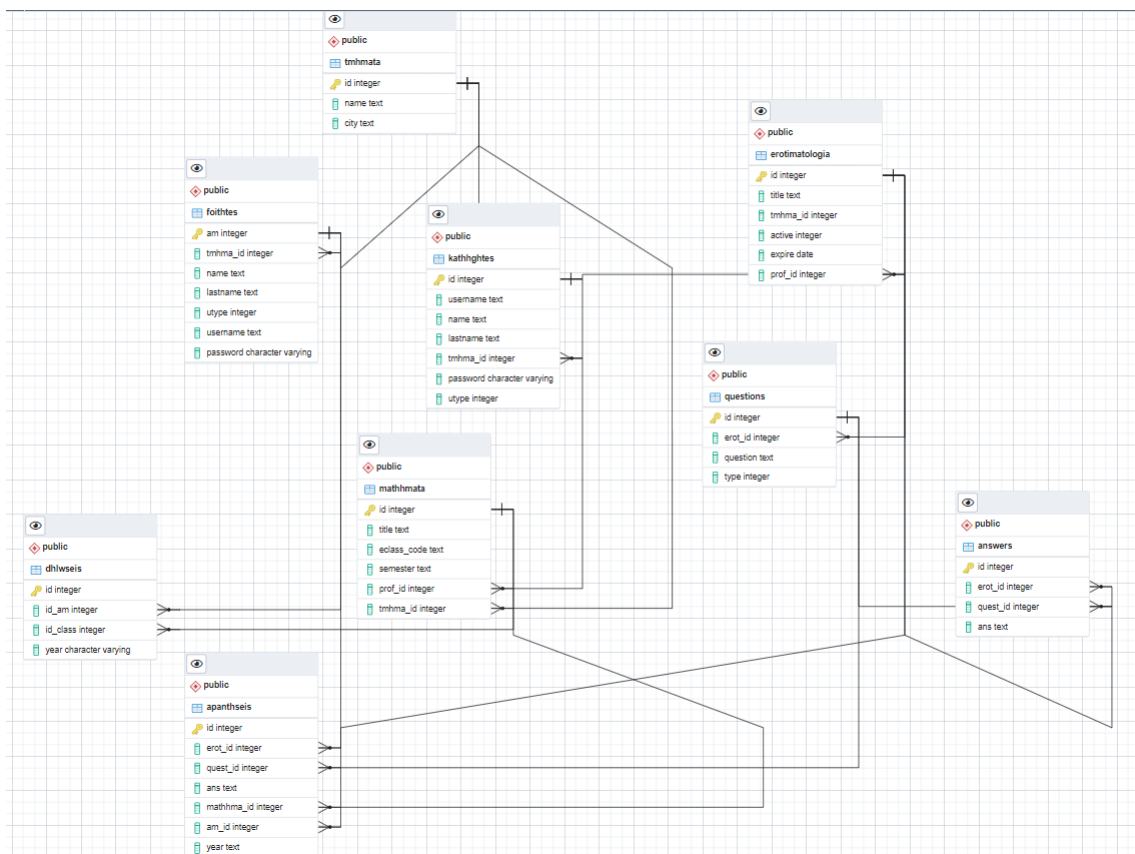 public
tmhmata
id integer
name text
city text
public
erotimatologia
id integer
title text
tmhma_id integer
active integer
expire date
prof_id integer
public
foithtes
am integer
tmhma_id integer
name text
lastname text
utype integer
username text
password character varying
public
kathhghtes
id integer
username text
name text
lastname text
tmhma_id integer
password character varying
utype integer
public
questions
id integer
erot_id integer
question text
type integer
public
mathhmata
id integer
title text
eclass_code text
semester text
prof_id integer
tmhma_id integer
public
answers
id integer
erot_id integer
quest_id integer
ans text
public
dhlwseis
id integer
id_am integer
id_class integer
year character varying
public
apanthseis
id integer
erot_id integer
quest_id integer
ans text
mathhma_id integer
am_id integer
year text